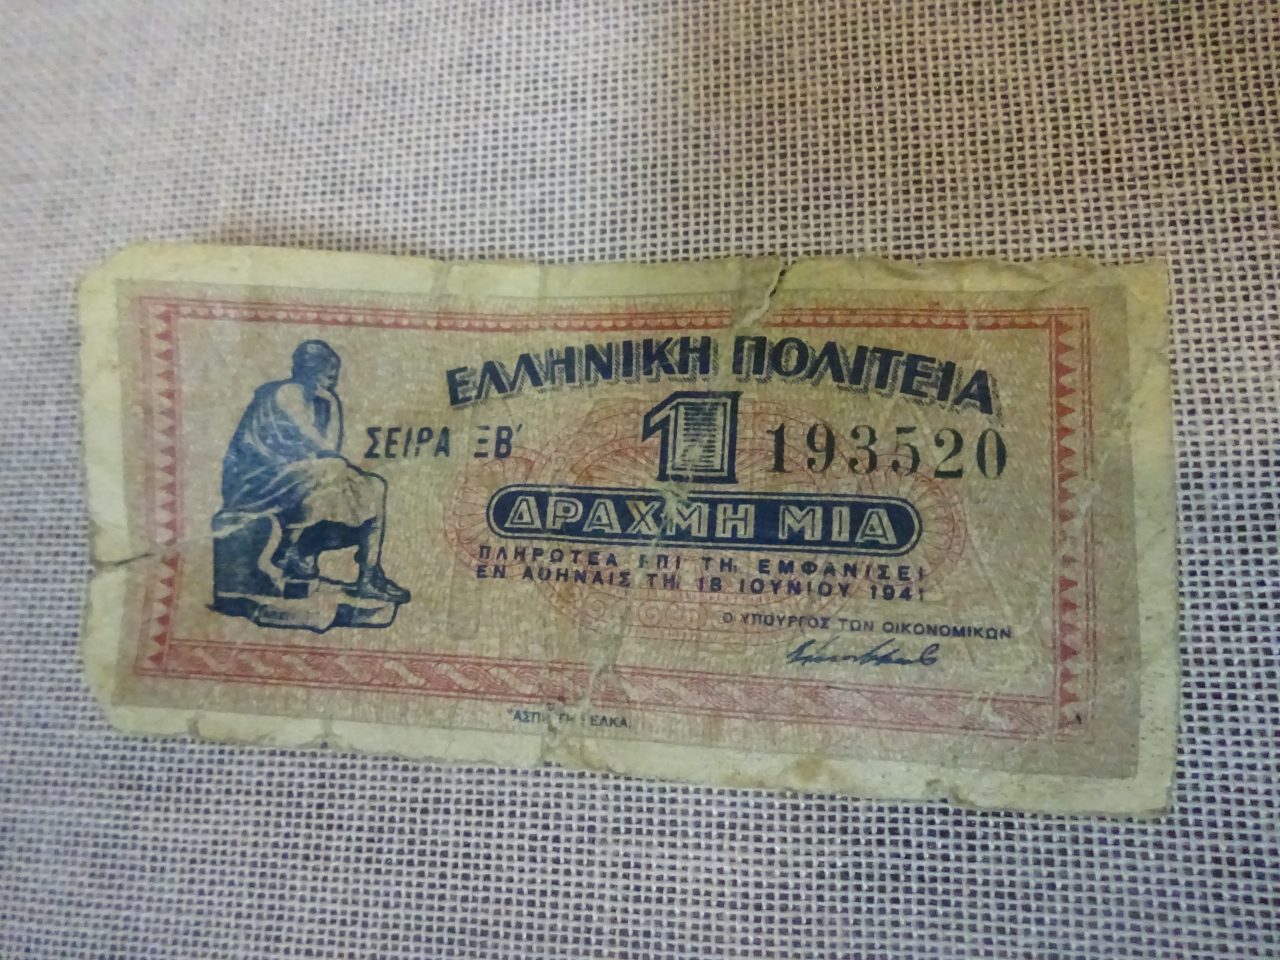 ΕΛΛΗΝΙΚΗ ΠΟΛΙΤΕΙΑ
ΣΕΙΡΑ ΞΒ΄ 1 193520
ΔΡΑΧΜΗ ΜΙΑ
ΠΛΗΡΩΤΕΑ ΕΠΙ ΤΗ ΕΜΦΑΝΙΣΕΙ
ΕΝ ΑΘΗΝΑΙΣ ΤΗ 18 ΙΟΥΝΙΟΥ 1941
Ο ΥΠΟΥΡΓΟΣ ΤΩΝ ΟΙΚΟΝΟΜΙΚΩΝ
ΕΛΚΑ